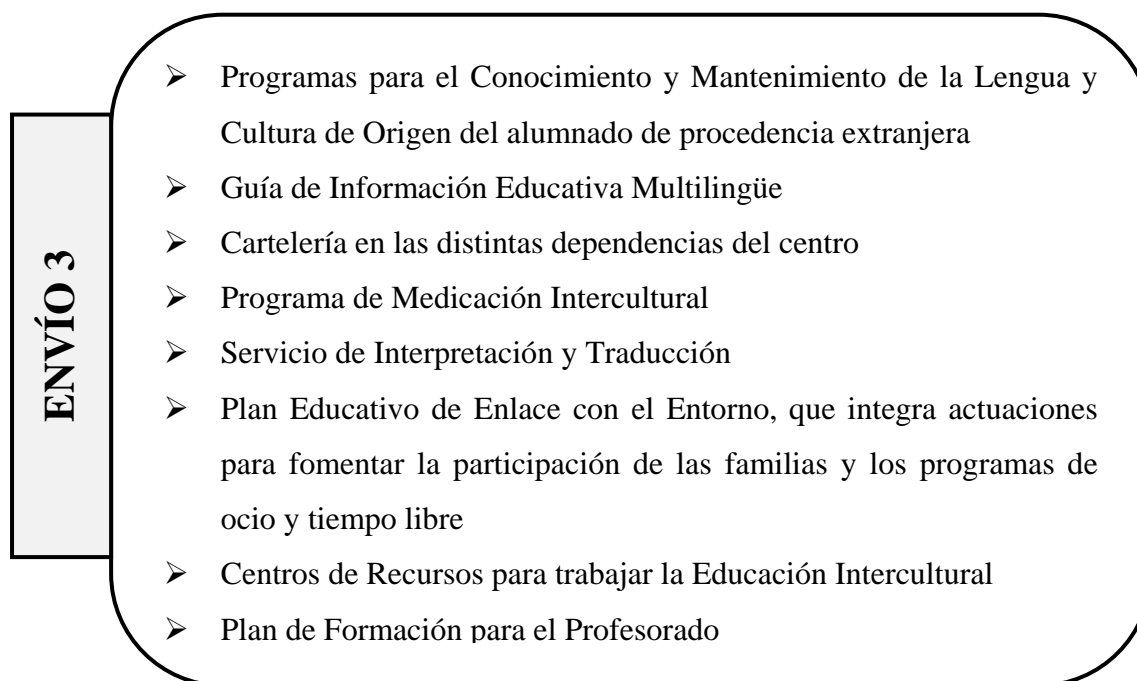 ENVÍO 3
➢ Programas para el Conocimiento y Mantenimiento de la Lengua y
Cultura de Origen del alumnado de procedencia extranjera
➢ Guía de Información Educativa Multilingüe
➢ Cartelería en las distintas dependencias del centro
➢ Programa de Medicación Intercultural
➢ Servicio de Interpretación y Traducción
➢ Plan Educativo de Enlace con el Entorno, que integra actuaciones
para fomentar la participación de las familias y los programas de
ocio y tiempo libre
➢ Centros de Recursos para trabajar la Educación Intercultural
➢ Plan de Formación para el Profesorado